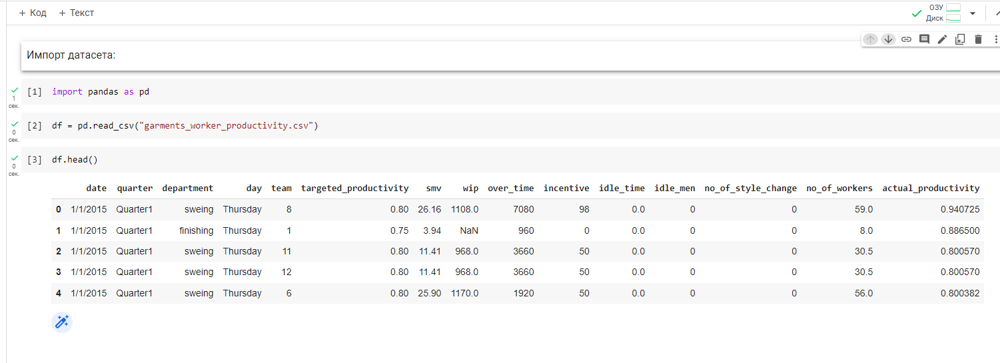 + Код + Текст
ОЗУ
Диск
Импорт датасета:
[1] import pandas as pd
1
сек.
[2] df = pd.read_csv("garments_worker_productivity.csv")
0
сек.
[3] df.head()
0
сек.
date quarter department day team targeted_productivity smv wip over_time incentive idle_time idle_men no_of_style_change no_of_workers actual_productivity
0 1/1/2015 Quarter1 sweing Thursday 8 0.80 26.16 1108.0 7080 98 0.0 0 0 59.0 0.940725
1 1/1/2015 Quarter1 finishing Thursday 1 0.75 3.94 NaN 960 0 0.0 0 0 8.0 0.886500
2 1/1/2015 Quarter1 sweing Thursday 11 0.80 11.41 968.0 3660 50 0.0 0 0 30.5 0.800570
3 1/1/2015 Quarter1 sweing Thursday 12 0.80 11.41 968.0 3660 50 0.0 0 0 30.5 0.800570
4 1/1/2015 Quarter1 sweing Thursday 6 0.80 25.90 1170.0 1920 50 0.0 0 0 56.0 0.800382